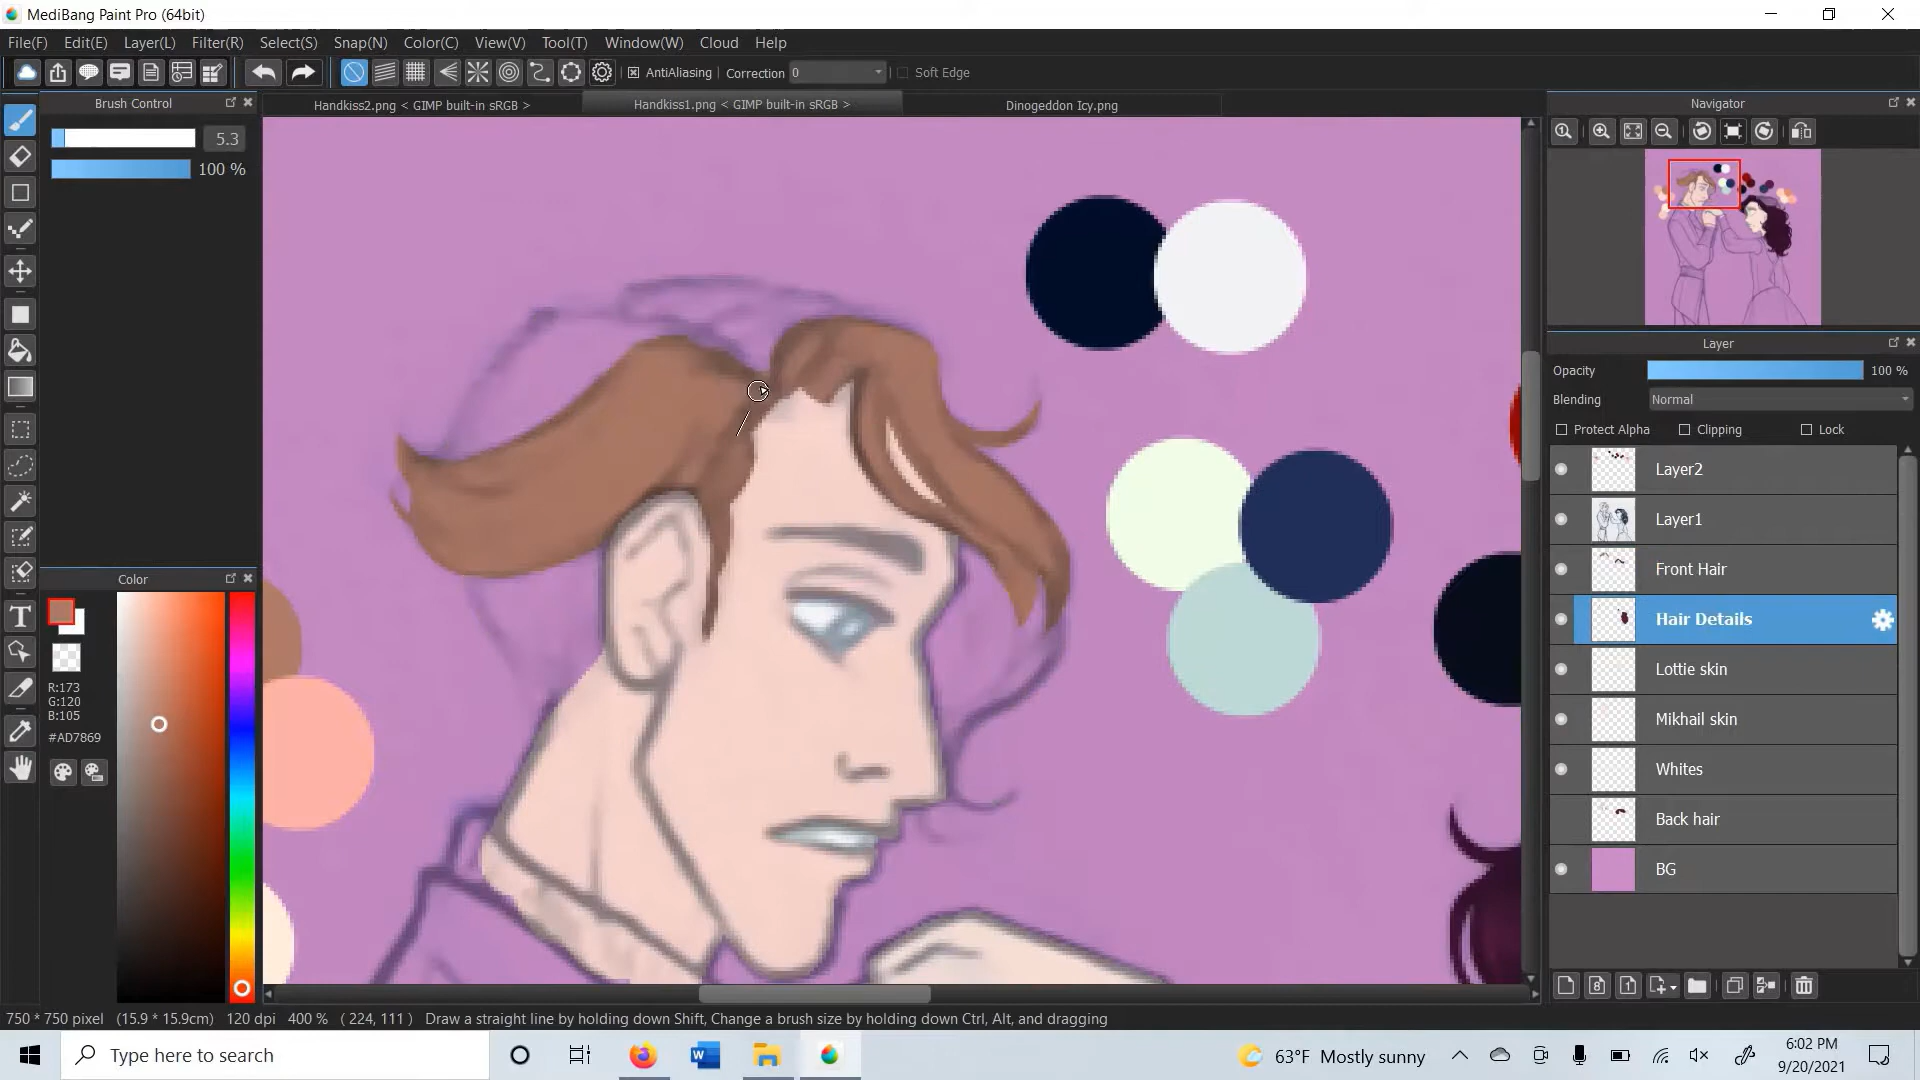 MediBang Paint Pro (64bit)
File(F) Edit(E) Layer(L) Filter(R) Select(S) Snap(N) Color(C) View(V) Tool(T) Window(W) Cloud Help
AntiAliasing Correction 0 Soft Edge
Brush Control
Handkiss2.png < GIMP built-in sRGB >
Handkiss1.png < GIMP built-in sRGB >
Dinogeddon Icy.png
Navigator
5.3
100 %
Layer
Opacity 100 %
Blending Normal
Protect Alpha Clipping Lock
Layer2
Layer1
Front Hair
Hair Details
Lottie skin
Mikhail skin
Whites
Back hair
BG
Color
R:173
G:120
B:105
#AD7869
T
750 * 750 pixel (15.9 * 15.9cm) 120 dpi 400 % ( 224, 111 ) Draw a straight line by holding down Shift, Change a brush size by holding down Ctrl, Alt, and dragging
Type here to search
63°F Mostly sunny
6:02 PM
9/20/2021